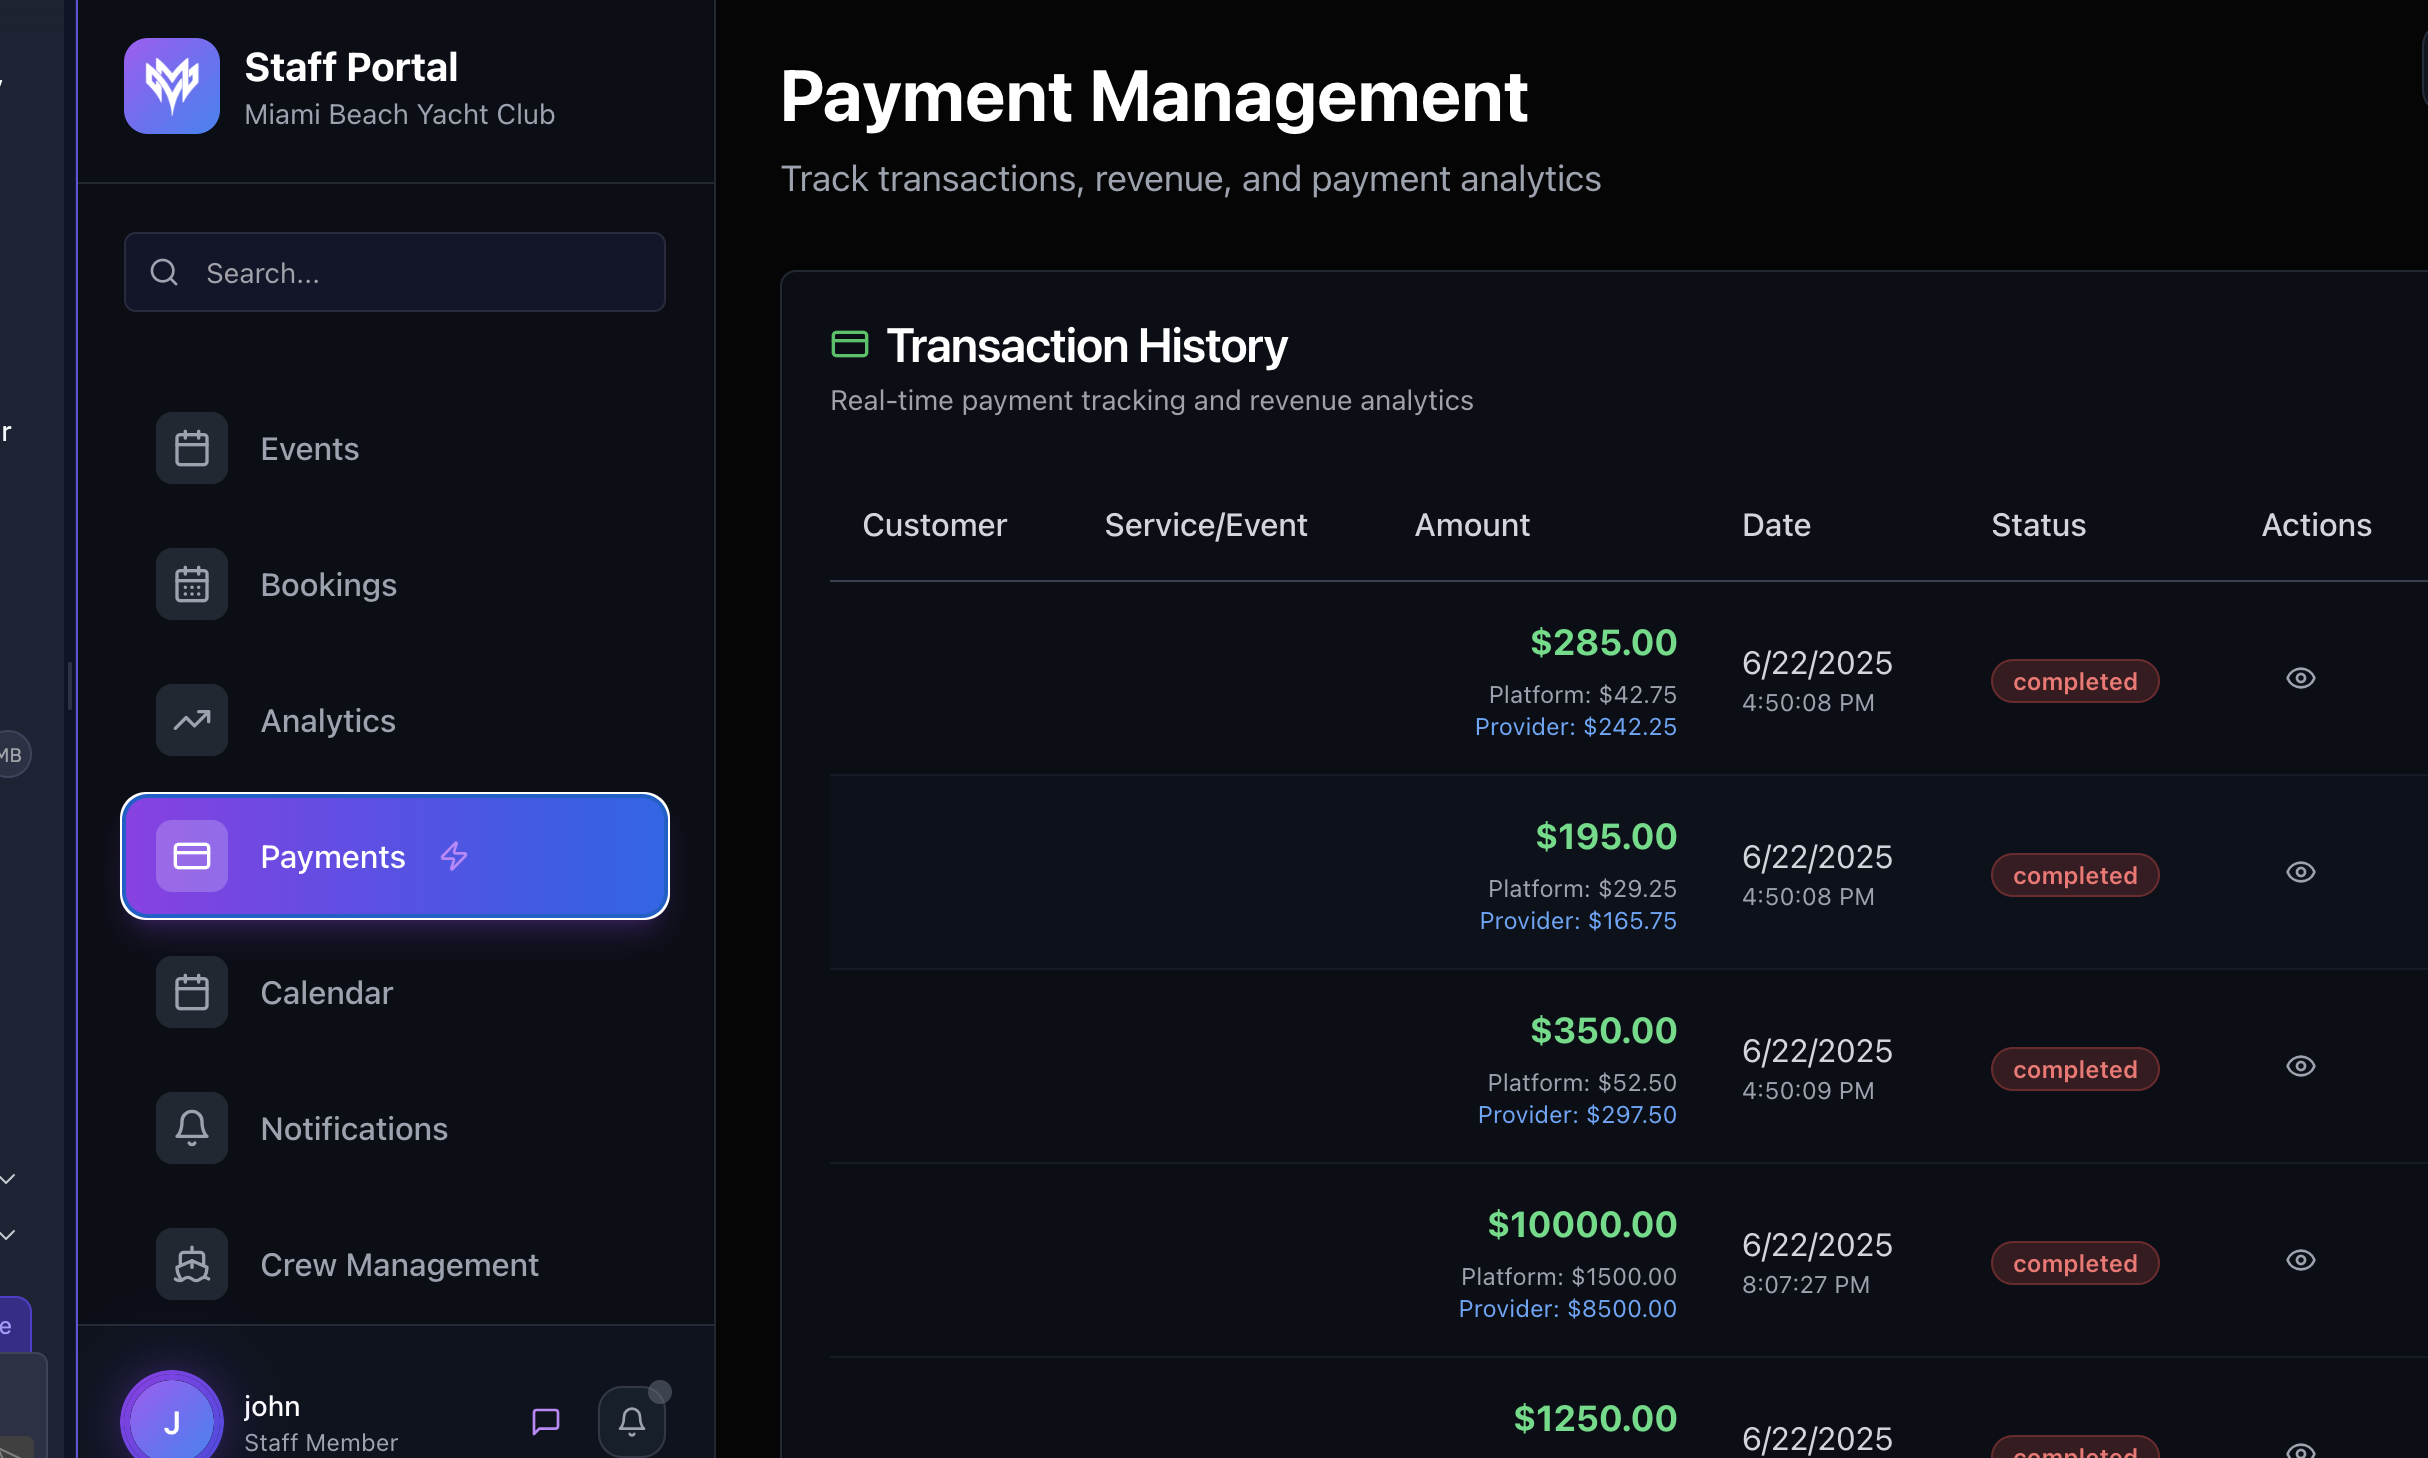 Staff Portal
Miami Beach Yacht Club
Search...
Events
Bookings
Analytics
Payments
Calendar
Notifications
Crew Management
J
john
Staff Member
r
MB
e
Payment Management
Track transactions, revenue, and payment analytics
Transaction History
Real-time payment tracking and revenue analytics
Customer Service/Event Amount Date Status Actions
$285.00
Platform: $42.75
Provider: $242.25
6/22/2025
4:50:08 PM
completed
$195.00
Platform: $29.25
Provider: $165.75
6/22/2025
4:50:08 PM
completed
$350.00
Platform: $52.50
Provider: $297.50
6/22/2025
4:50:09 PM
completed
$10000.00
Platform: $1500.00
Provider: $8500.00
6/22/2025
8:07:27 PM
completed
$1250.00
6/22/2025
completed